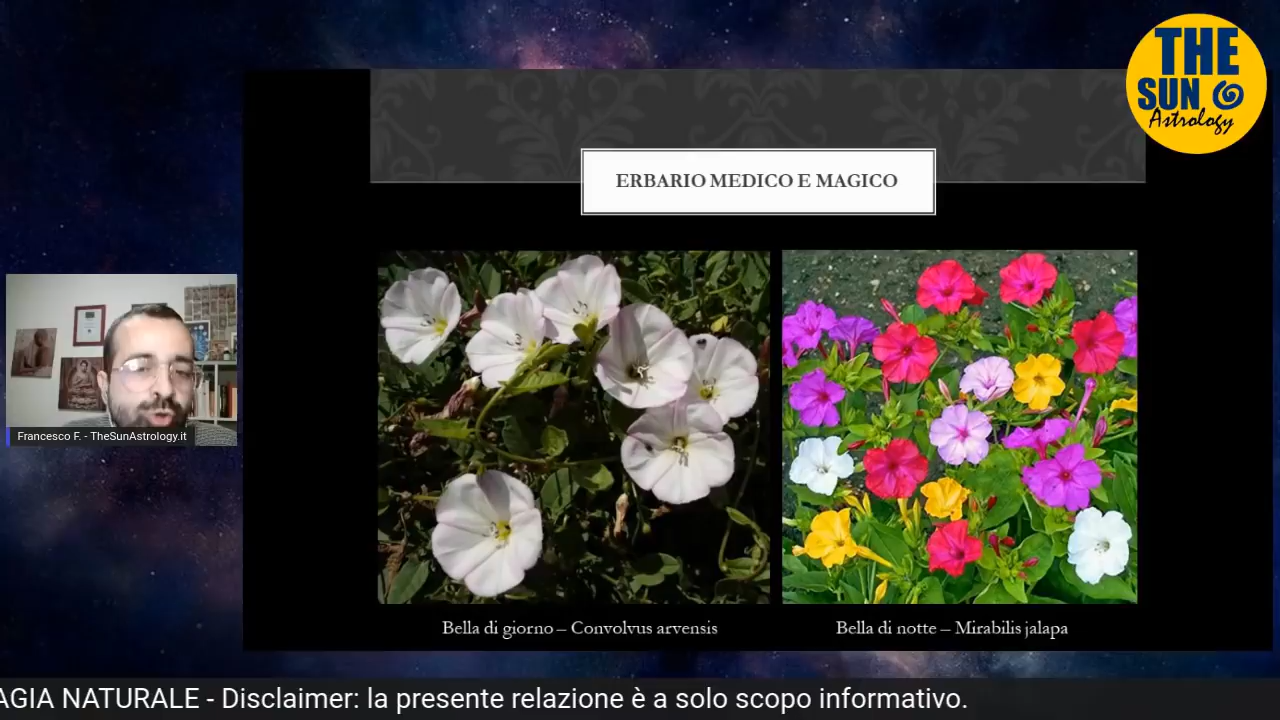 THE
SUN
Astrology
ERBARIO MEDICO E MAGICO
Francesco F. - TheSunAstrology.it
Bella di giorno – Convolvus arvensis
Bella di notte – Mirabilis jalapa
AGIA NATURALE - Disclaimer: la presente relazione è a solo scopo informativo.